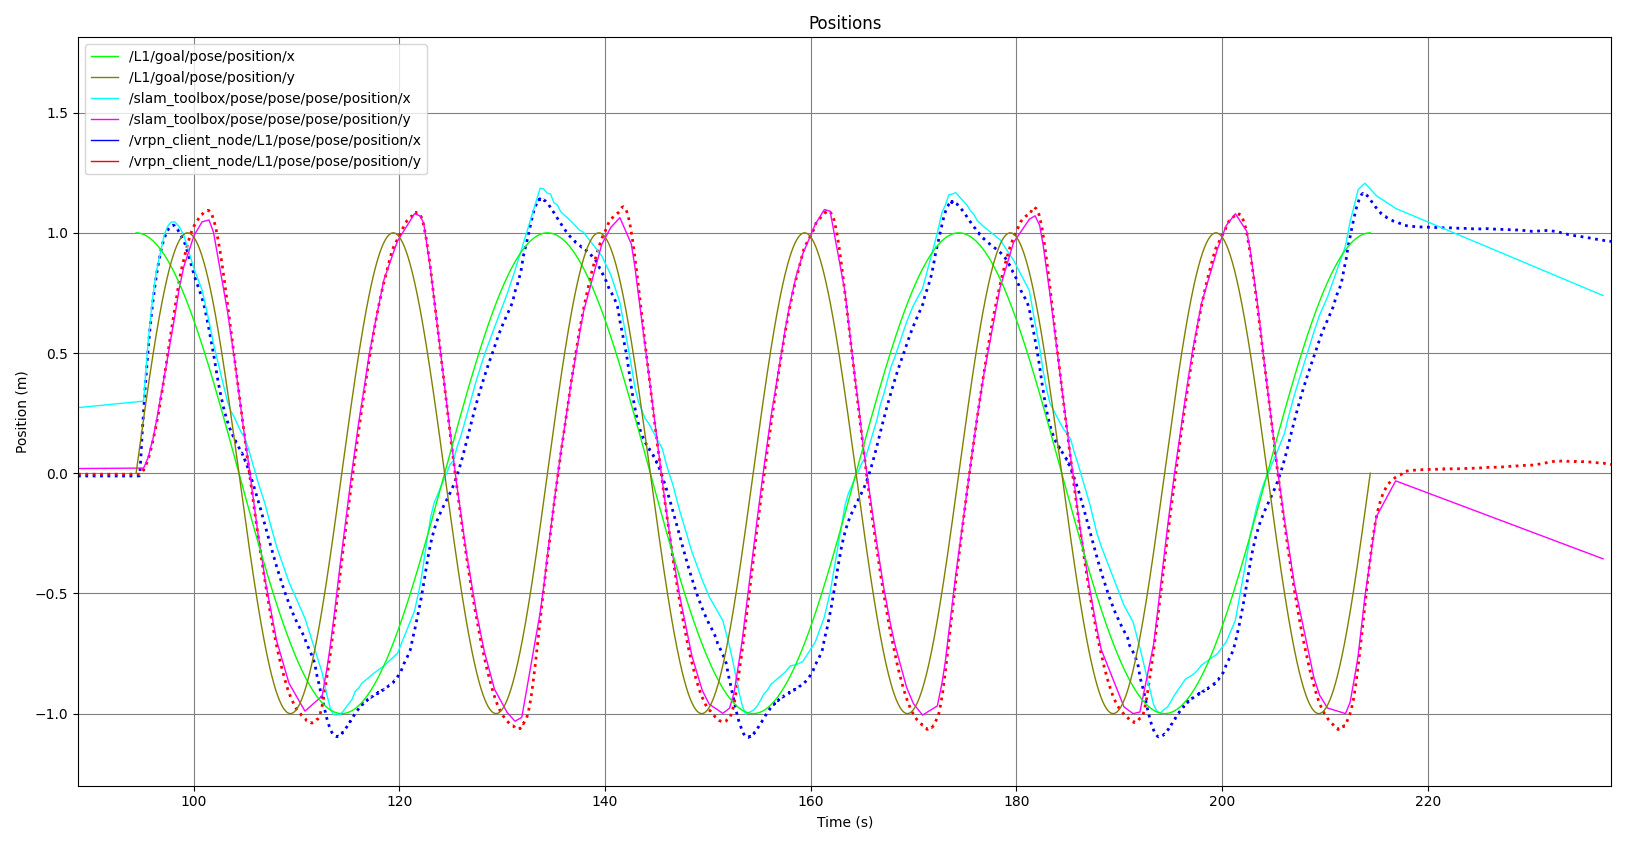 Positions
/L1/goal/pose/position/x
/L1/goal/pose/position/y
/slam_toolbox/pose/pose/pose/position/x
/slam_toolbox/pose/pose/pose/position/y
/vrpn_client_node/L1/pose/pose/position/x
/vrpn_client_node/L1/pose/pose/position/y
1.5
1.0
0.5
0.0
−0.5
−1.0
Position (m)
100 120 140 160 180 200 220
Time (s)